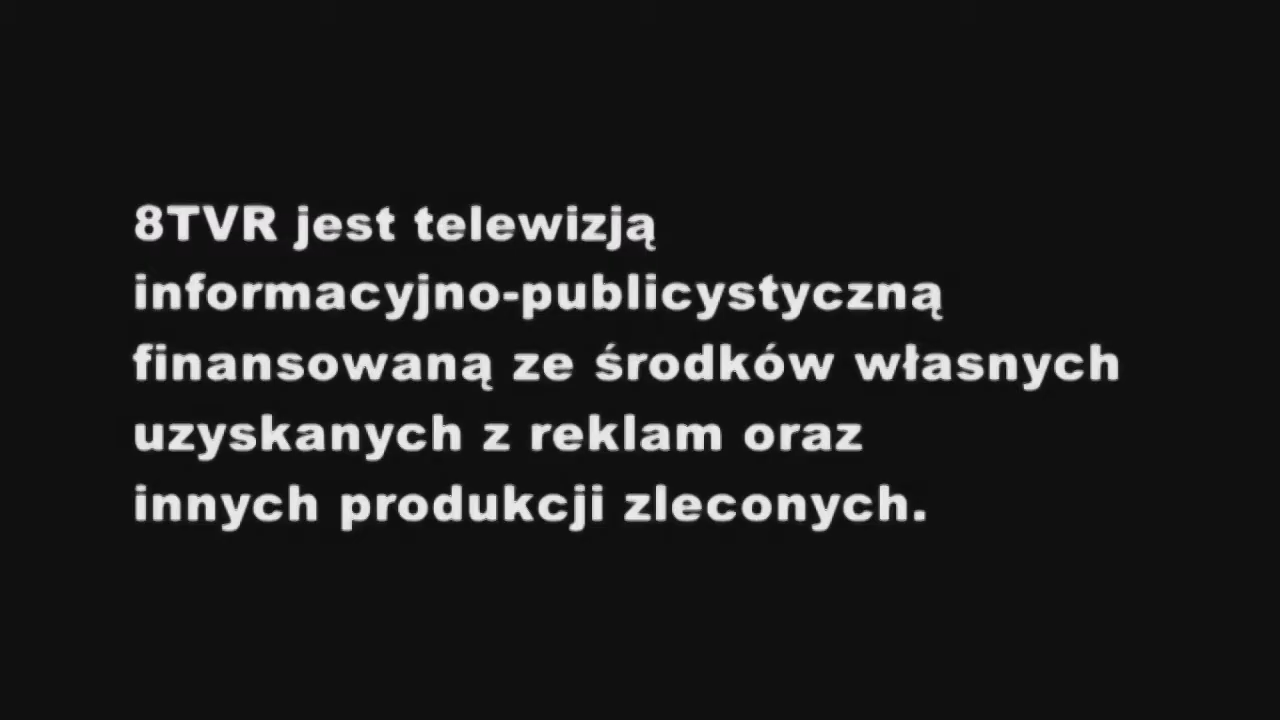 8TVR jest telewizją
informacyjno-publicystyczną
finansowaną ze środków własnych
uzyskanych z reklam oraz
innych produkcji zleconych.